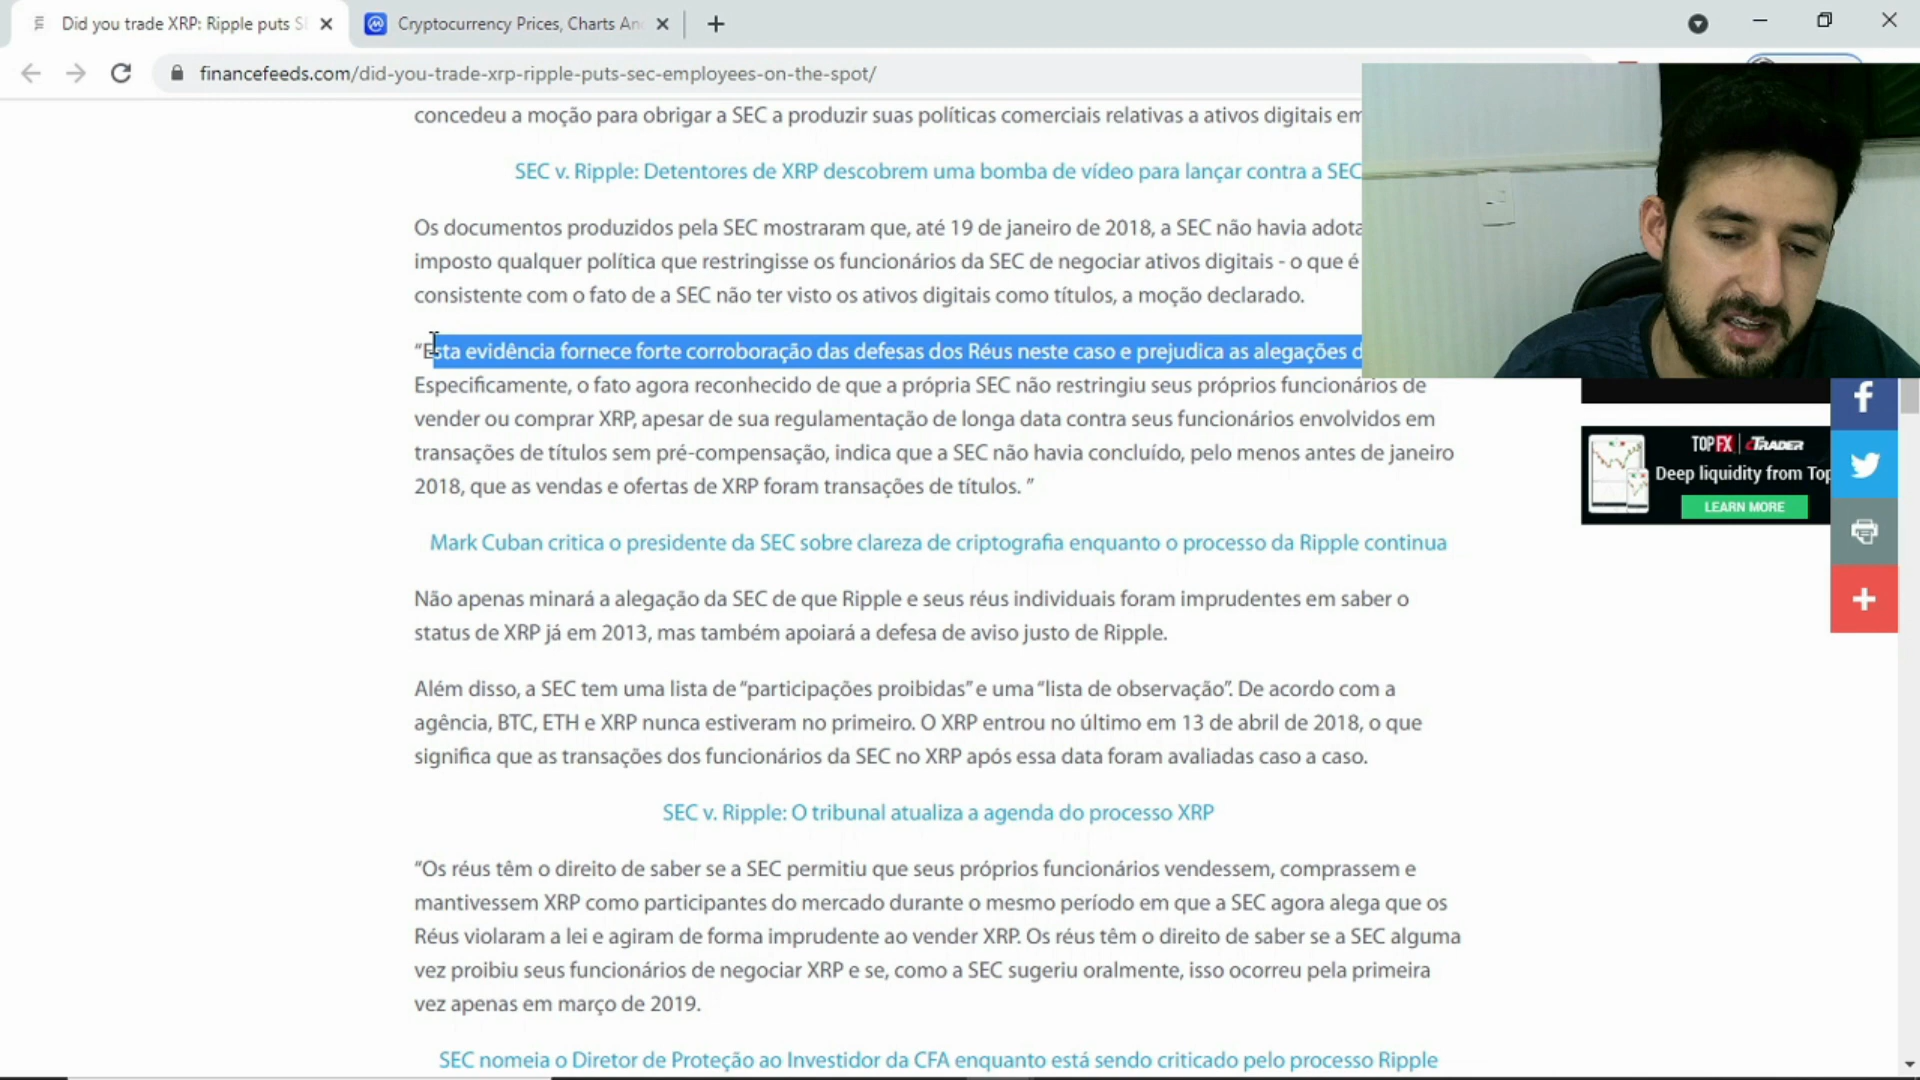 Did you trade XRP: Ripple puts
Cryptocurrency Prices, Charts An
financefeeds.com/did-you-trade-xrp-ripple-puts-sec-employees-on-the-spot/
concedeu a moção para obrigar a SEC a produzir suas políticas comerciais relativas a ativos digitais em
SEC v. Ripple: Detentores de XRP descobrem uma bomba de vídeo para lançar contra a SEC
Os documentos produzidos pela SEC mostraram que, até 19 de janeiro de 2018, a SEC não havia adota
imposto qualquer política que restringisse os funcionários da SEC de negociar ativos digitais - o que é
consistente com o fato de a SEC não ter visto os ativos digitais como títulos, a moção declarado.
“Esta evidência fornece forte corroboração das defesas dos Réus neste caso e prejudica as alegações d
Especificamente, o fato agora reconhecido de que a própria SEC não restringiu seus próprios funcionários de
vender ou comprar XRP, apesar de sua regulamentação de longa data contra seus funcionários envolvidos em
transações de títulos sem pré-compensação, indica que a SEC não havia concluído, pelo menos antes de janeiro
2018, que as vendas e ofertas de XRP foram transações de títulos. ”
Mark Cuban critica o presidente da SEC sobre clareza de criptografia enquanto o processo da Ripple continua
Não apenas minará a alegação da SEC de que Ripple e seus réus individuais foram imprudentes em saber o
status de XRP já em 2013, mas também apoiará a defesa de aviso justo de Ripple.
Além disso, a SEC tem uma lista de “participações proibidas” e uma “lista de observação”. De acordo com a
agência, BTC, ETH e XRP nunca estiveram no primeiro. O XRP entrou no último em 13 de abril de 2018, o que
significa que as transações dos funcionários da SEC no XRP após essa data foram avaliadas caso a caso.
SEC v. Ripple: O tribunal atualiza a agenda do processo XRP
“Os réus têm o direito de saber se a SEC permitiu que seus próprios funcionários vendessem, comprassem e
mantivessem XRP como participantes do mercado durante o mesmo período em que a SEC agora alega que os
Réus violaram a lei e agiram de forma imprudente ao vender XRP. Os réus têm o direito de saber se a SEC alguma
vez proibiu seus funcionários de negociar XRP e se, como a SEC sugeriu oralmente, isso ocorreu pela primeira
vez apenas em março de 2019.
SEC nomeia o Diretor de Proteção ao Investidor da CFA enquanto está sendo criticado pelo processo Ripple
TOPFX cTRADER
Deep liquidity from Top
LEARN MORE